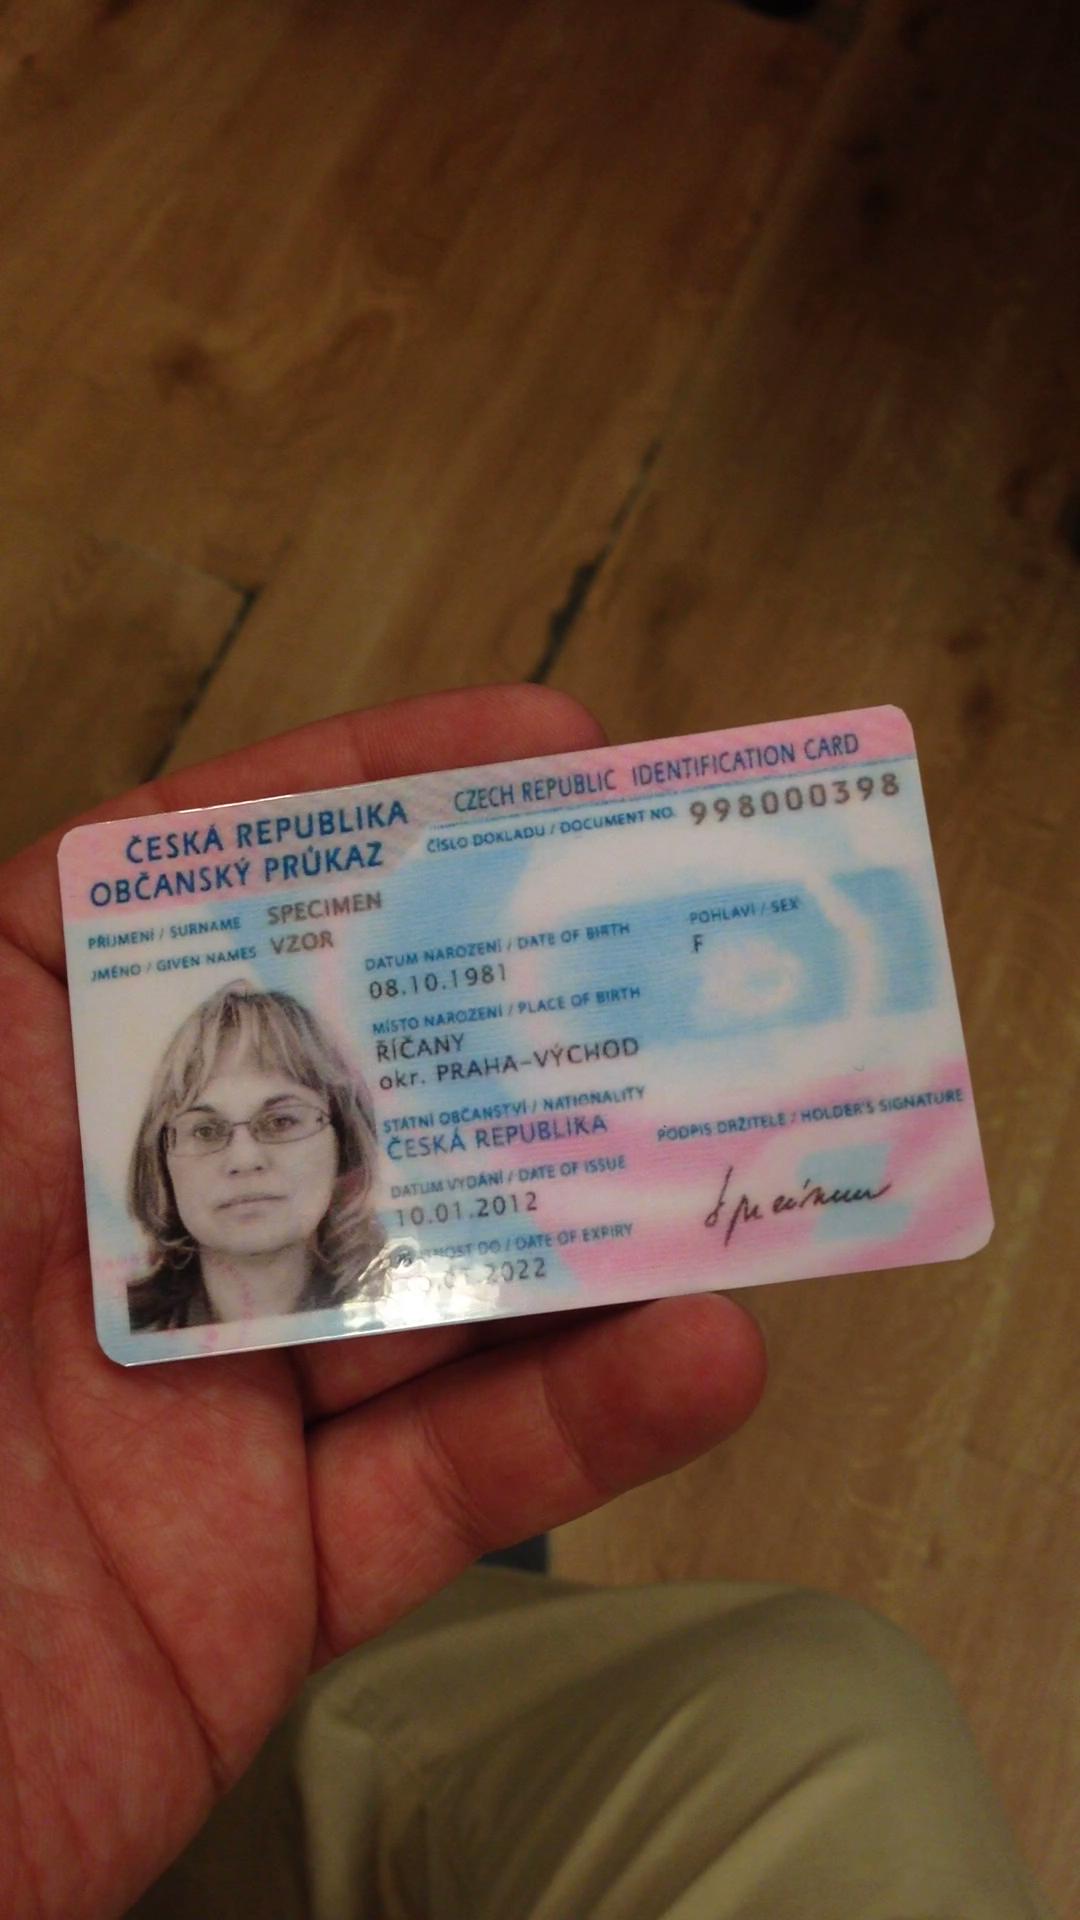 ČESKÁ REPUBLIKA
OBČANSKÝ PRŮKAZ
CZECH REPUBLIC IDENTIFICATION CARD
ČÍSLO DOKLADU / DOCUMENT NO. 998000398
PŘÍJMENÍ / SURNAME SPECIMEN
JMÉNO / GIVEN NAMES VZOR
DATUM NAROZENÍ / DATE OF BIRTH
08.10.1981
POHLAVÍ / SEX
F
MÍSTO NAROZENÍ / PLACE OF BIRTH
ŘÍČANY
okr. PRAHA-VÝCHOD
STÁTNÍ OBČANSTVÍ / NATIONALITY
ČESKÁ REPUBLIKA
PODPIS DRŽITELE / HOLDER'S SIGNATURE
Specimen
DATUM VYDÁNÍ / DATE OF ISSUE
10.01.2012
DO / DATE OF EXPIRY
2022